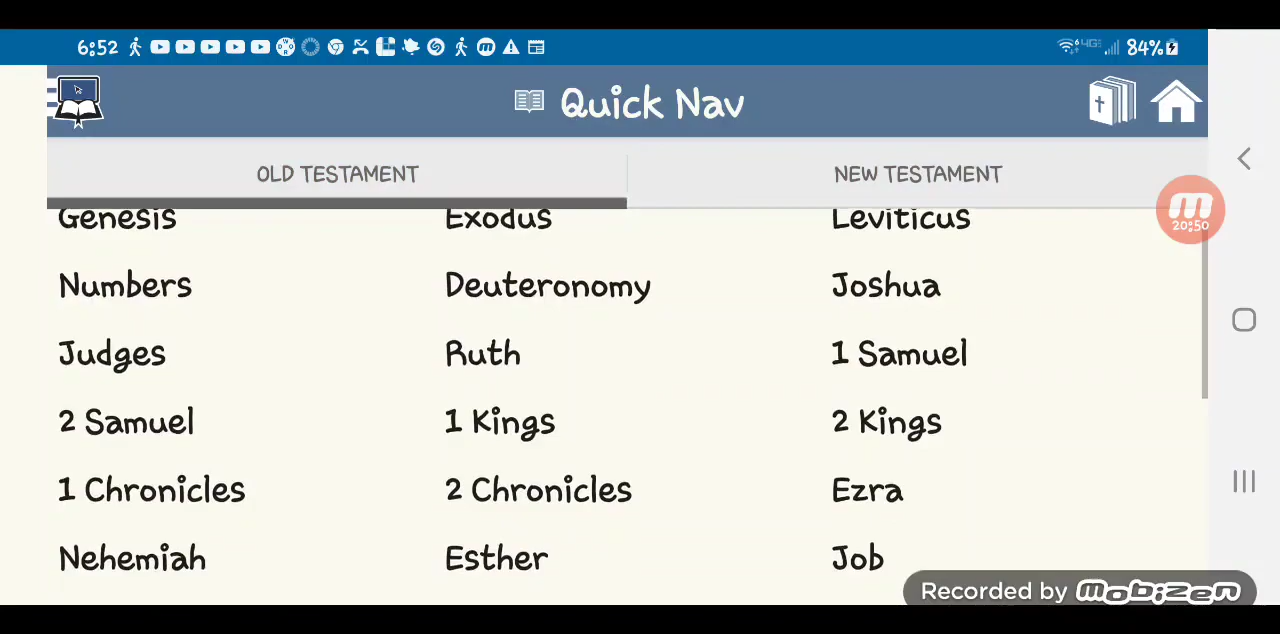 6:52 4G 84%
Quick Nav
OLD TESTAMENT NEW TESTAMENT
20:50
Genesis Exodus Leviticus
Numbers Deuteronomy Joshua
Judges Ruth 1 Samuel
2 Samuel 1 Kings 2 Kings
1 Chronicles 2 Chronicles Ezra
Nehemiah Esther Job
Recorded by mobizen